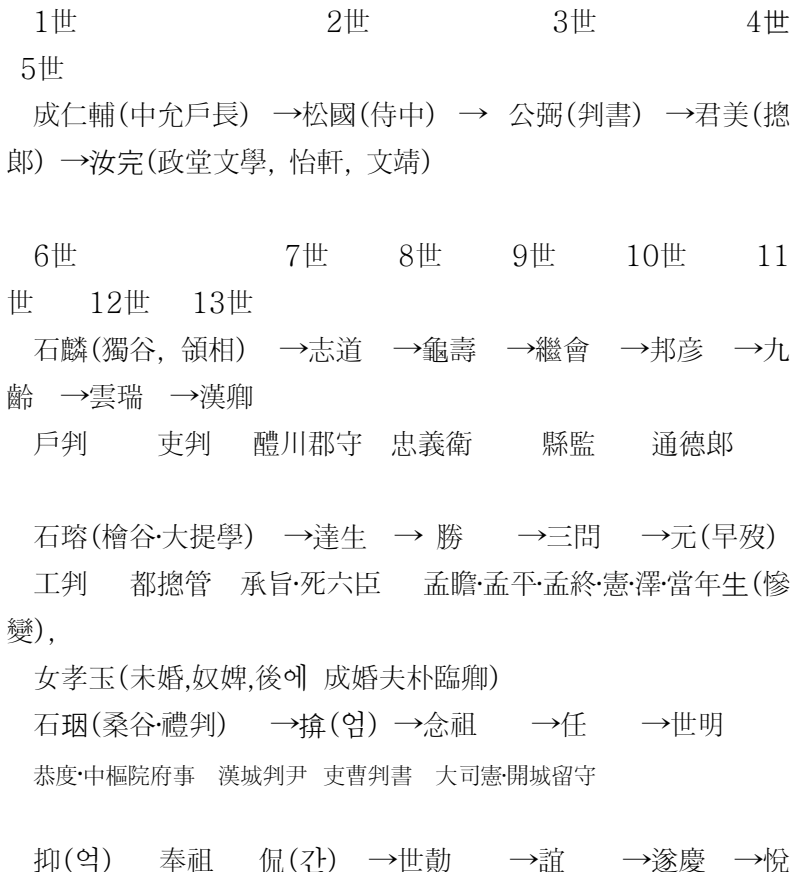 1世 2世 3世 4世
5世
成仁輔(中允戶長) →松國(侍中) → 公弼(判書) →君美(摠
郞) →汝完(政堂文學, 怡軒, 文靖)
6世 7世 8世 9世 10世 11
世 12世 13世
石麟(獨谷, 領相) →志道 →龜壽 →繼會 →邦彦 →九
齡 →雲瑞 →漢卿
戶判 吏判 醴川郡守 忠義衛 縣監 通德郞
石瑢(檜谷·大提學) →達生 → 勝 →三問 →元(早歿)
工判 都摠管 承旨·死六臣 孟瞻·孟平·孟終·憲·澤·當年生(慘
變),
女孝玉(未婚,奴婢,後에 成婚夫朴臨卿)
石珚(桑谷·禮判) →揜(엄) →念祖 →任 →世明
恭度·中樞院府事 漢城判尹 吏曹判書 大司憲·開城留守
抑(억) 奉祖 侃(간) →世勣 →誼 →遂慶 →悅